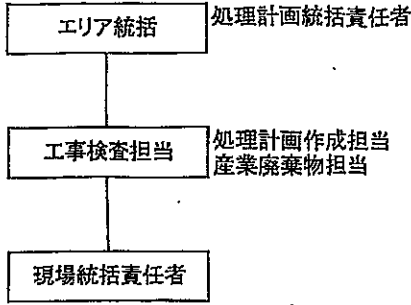 エリア統括
処理計画統括責任者
工事検査担当
処理計画作成担当
産業廃棄物担当
現場統括責任者